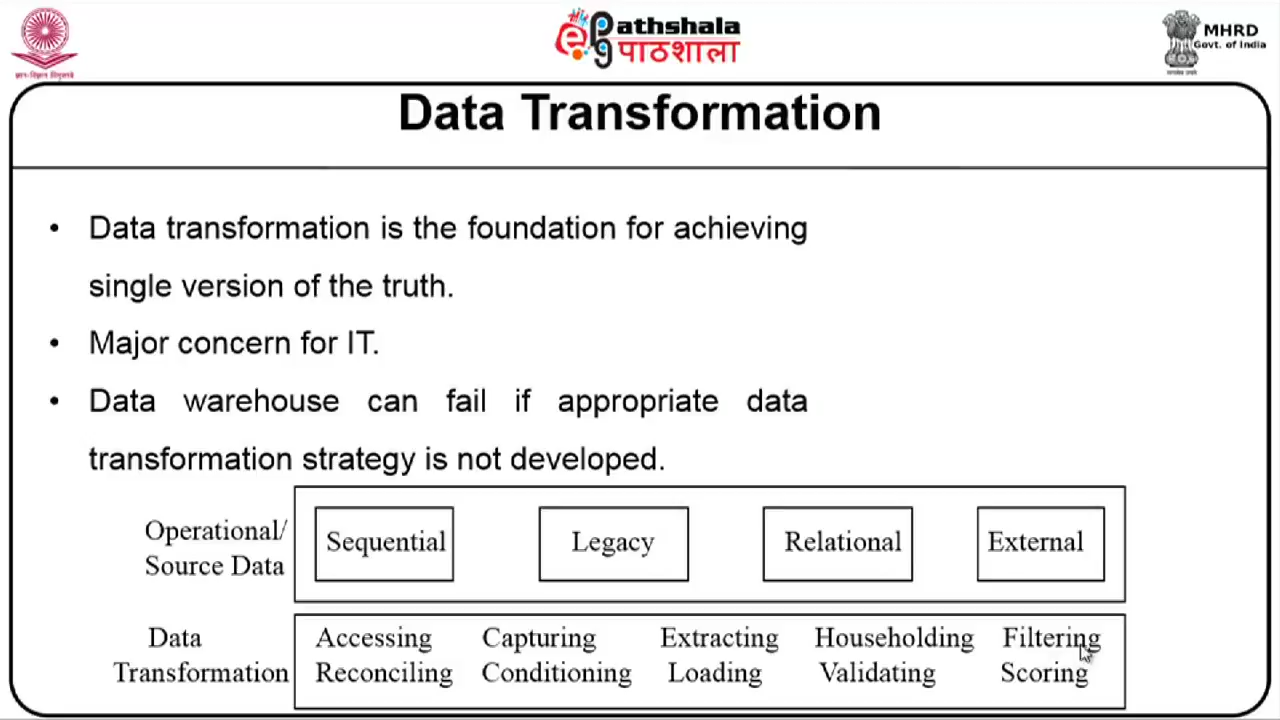 ePathshala
पाठशाला
MHRD
Govt. of India
Data Transformation
• Data transformation is the foundation for achieving
single version of the truth.
• Major concern for IT.
• Data warehouse can fail if appropriate data
transformation strategy is not developed.
Operational/
Source Data
Sequential Legacy Relational External
Data
Transformation
Accessing Capturing Extracting Householding Filtering
Reconciling Conditioning Loading Validating Scoring